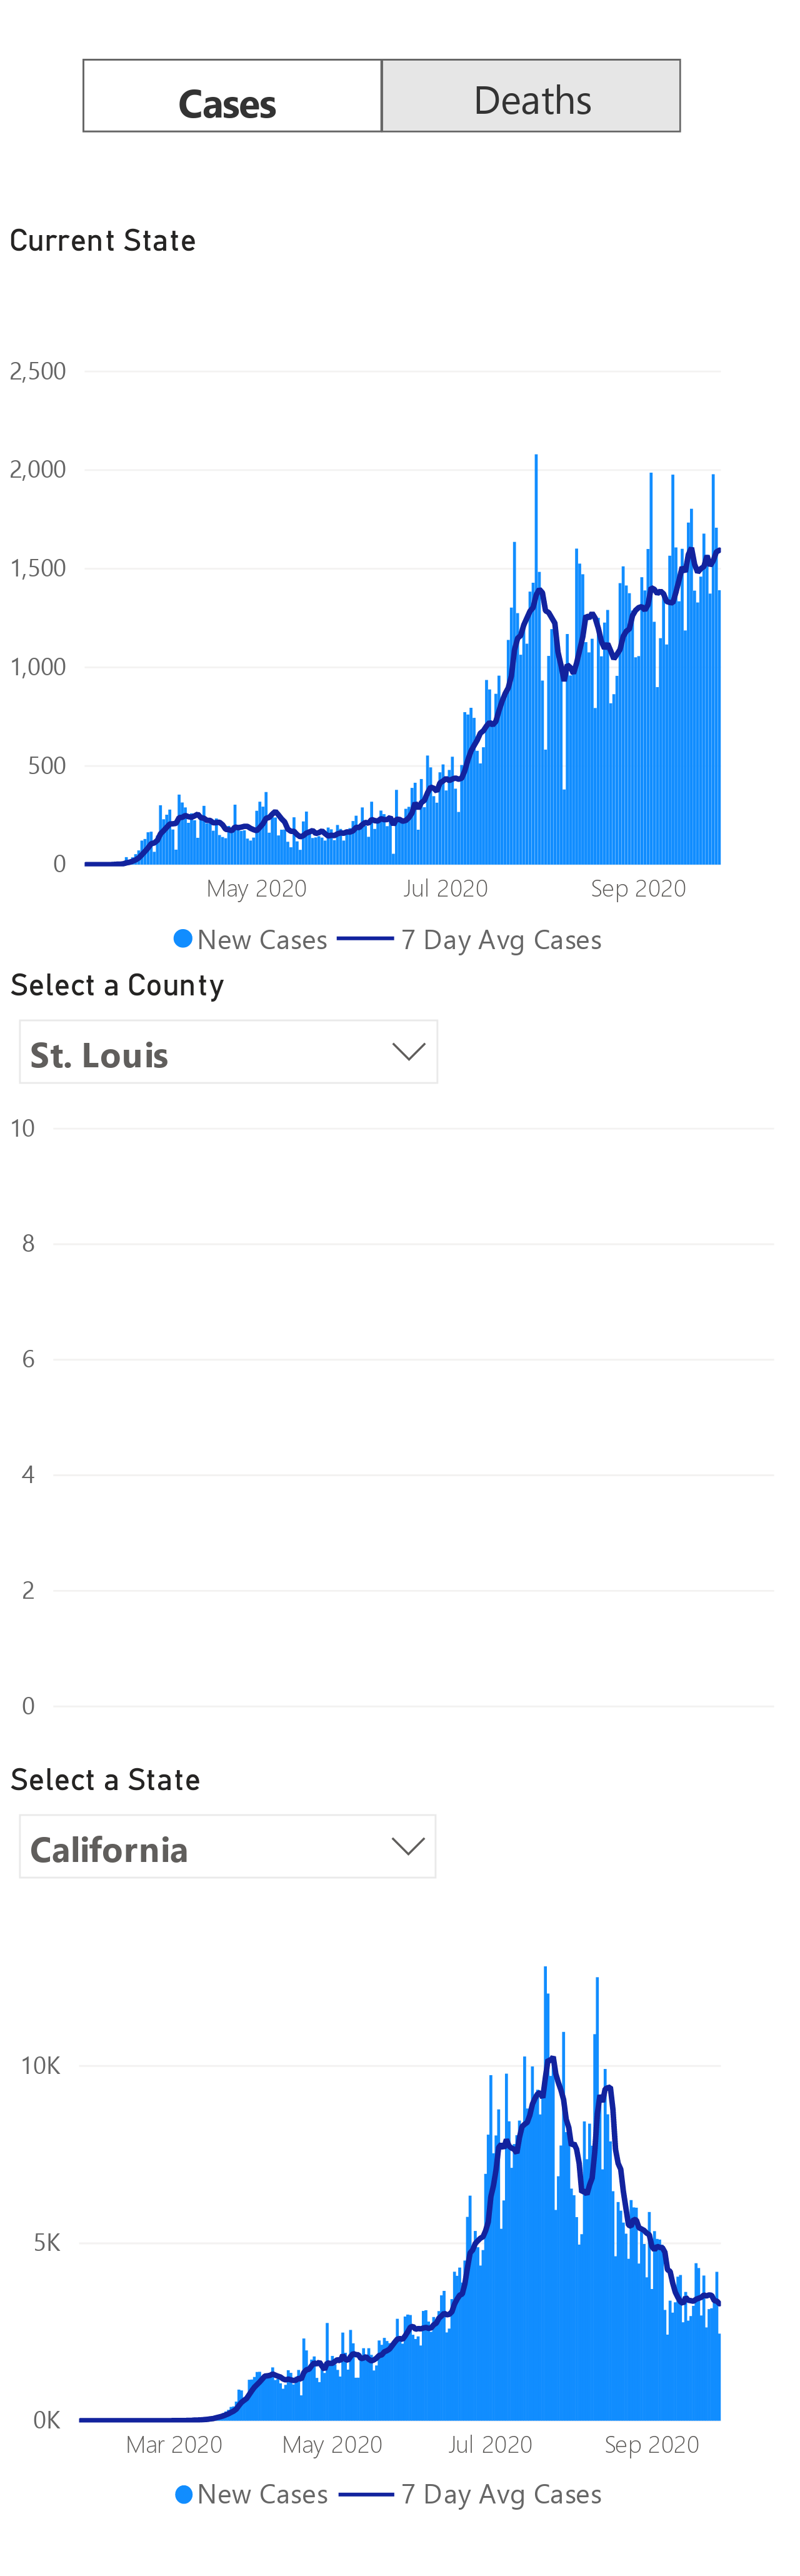 Cases Deaths
Current State
2,500
2,000
1,500
1,000
500
0
May 2020 Jul 2020 Sep 2020
New Cases 7 Day Avg Cases
Select a County
St. Louis
10
8
6
4
2
0
Select a State
California
10K
5K
0K
Mar 2020 May 2020 Jul 2020 Sep 2020
New Cases 7 Day Avg Cases